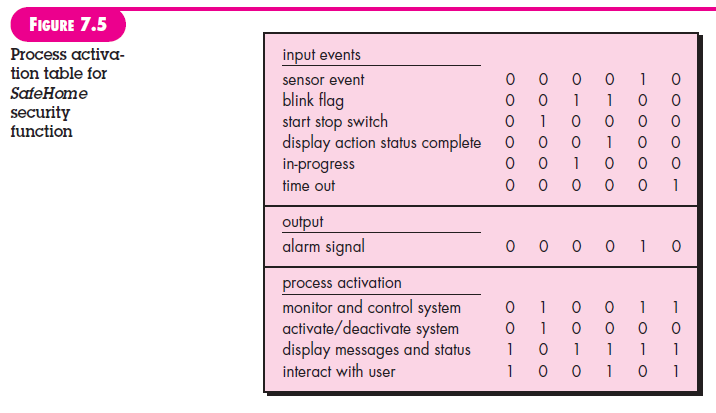 FIGURE 7.5
Process activa-
tion table for
SafeHome
security
function
input events
sensor event 0 0 0 0 1 0
blink flag 0 0 1 1 0 0
start stop switch 0 1 0 0 0 0
display action status complete 0 0 0 1 0 0
in-progress 0 0 1 0 0 0
time out 0 0 0 0 0 1
output
alarm signal 0 0 0 0 1 0
process activation
monitor and control system 0 1 0 0 1 1
activate/deactivate system 0 1 0 0 0 0
display messages and status 1 0 1 1 1 1
interact with user 1 0 0 1 0 1